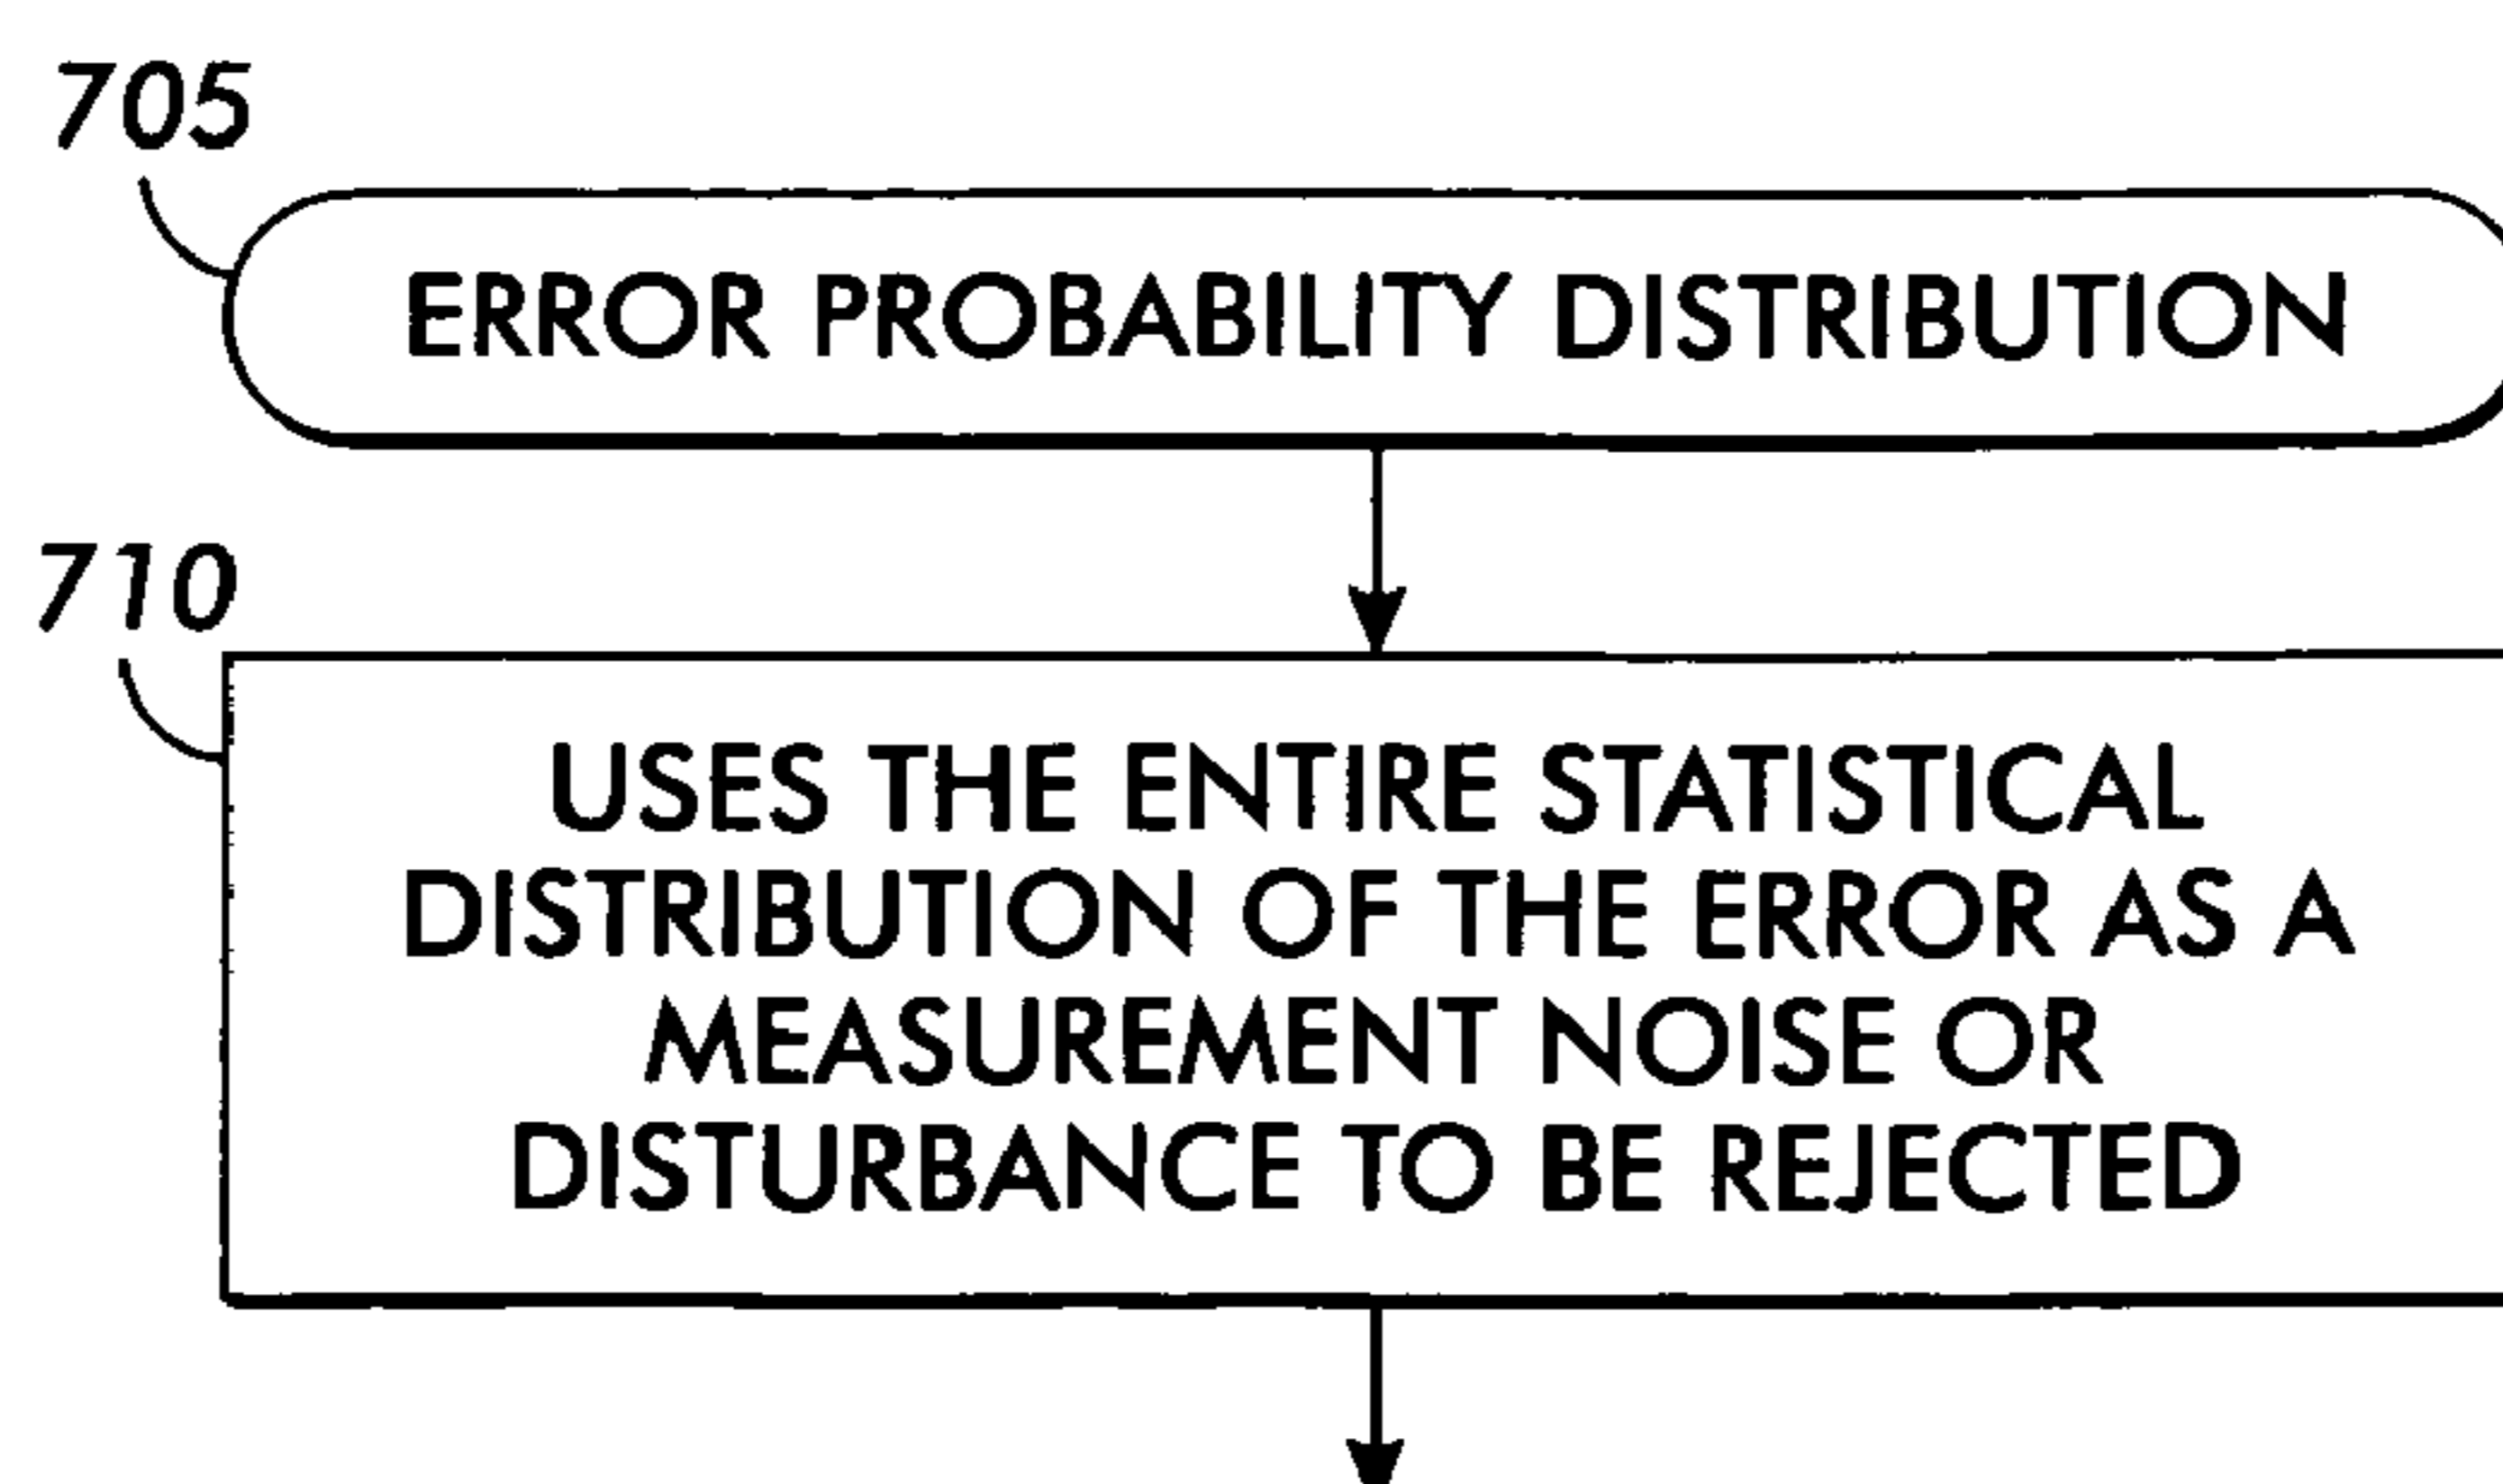 705
ERROR PROBABILITY DISTRIBUTION
710
USES THE ENTIRE STATISTICAL
DISTRIBUTION OF THE ERROR AS A
MEASUREMENT NOISE OR
DISTURBANCE TO BE REJECTED